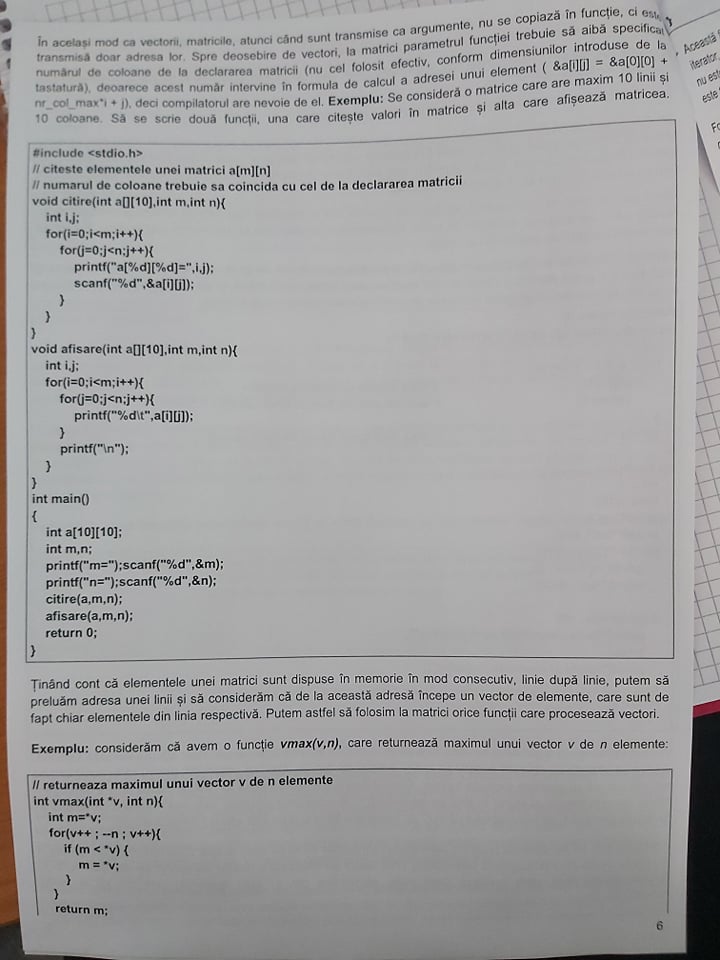 În același mod ca vectorii, matricile, atunci când sunt transmise ca argumente, nu se copiază în funcție, ci este
transmisă doar adresa lor. Spre deosebire de vectori, la matrici parametrul funcției trebuie să aibă specificat
numărul de coloane de la declararea matricii (nu cel folosit efectiv, conform dimensiunilor introduse de la
tastatură), deoarece acest număr intervine în formula de calcul a adresei unui element ( &a[i][j] = &a[0][0] +
nr_col_max*i + j), deci compilatorul are nevoie de el. Exemplu: Se consideră o matrice care are maxim 10 linii și
10 coloane. Să se scrie două funcții, una care citește valori în matrice și alta care afișează matricea.
#include <stdio.h>
// citeste elementele unei matrici a[m][n]
// numarul de coloane trebuie sa coincida cu cel de la declararea matricii
void citire(int a[][10],int m,int n){
int i,j;
for(i=0;i<m;i++){
for(j=0;j<n;j++){
printf("a[%d][%d]=",i,j);
scanf("%d",&a[i][j]);
}
}
}
void afisare(int a[][10],int m,int n){
int i,j;
for(i=0;i<m;i++){
for(j=0;j<n;j++){
printf("%d\t",a[i][j]);
}
printf("\n");
}
}
int main()
{
int a[10][10];
int m,n;
printf("m=");scanf("%d",&m);
printf("n=");scanf("%d",&n);
citire(a,m,n);
afisare(a,m,n);
return 0;
}
Ținând cont că elementele unei matrici sunt dispuse în memorie în mod consecutiv, linie după linie, putem să
preluăm adresa unei linii și să considerăm că de la această adresă începe un vector de elemente, care sunt de
fapt chiar elementele din linia respectivă. Putem astfel să folosim la matrici orice funcții care procesează vectori.
Exemplu: considerăm că avem o funcție vmax(v,n), care returnează maximul unui vector v de n elemente:
// returneaza maximul unui vector v de n elemente
int vmax(int *v, int n){
int m=*v;
for(v++ ; --n ; v++){
if (m < *v) {
m = *v;
}
}
return m;
6
Această
iterator,
nu est
este